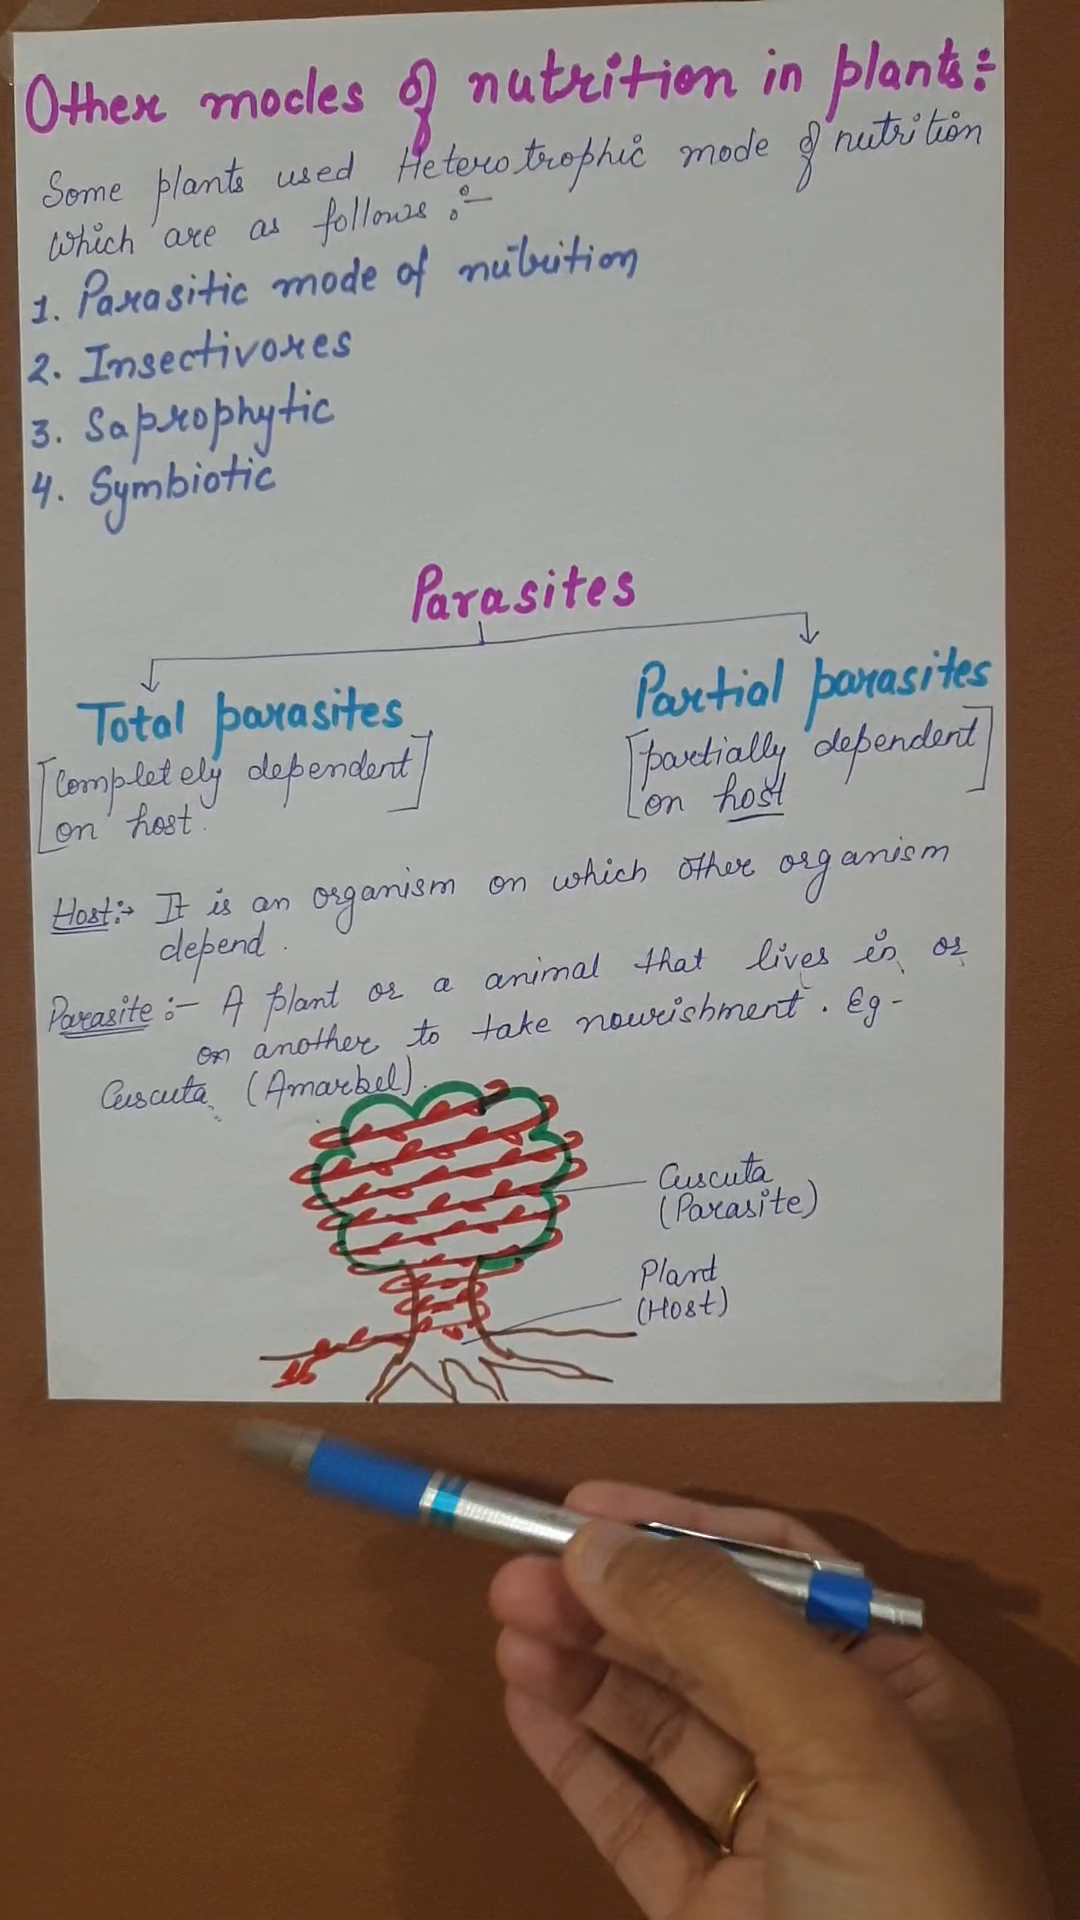 Other modes of nutrition in plants:-
Some plants used Heterotrophic mode of nutrition
which are as follows :-
1. Parasitic mode of nutrition
2. Insectivores
3. Saprophytic
4. Symbiotic
Parasites
Total parasites
[completely dependent
on host.]
Partial parasites
[partially dependent
on host]
Host:→ It is an organism on which other organism
depend.
Parasite :- A plant or a animal that lives in or
on another to take nourishment. Eg-
Cuscuta (Amarbel).
Cuscuta
(Parasite)
Plant
(Host)